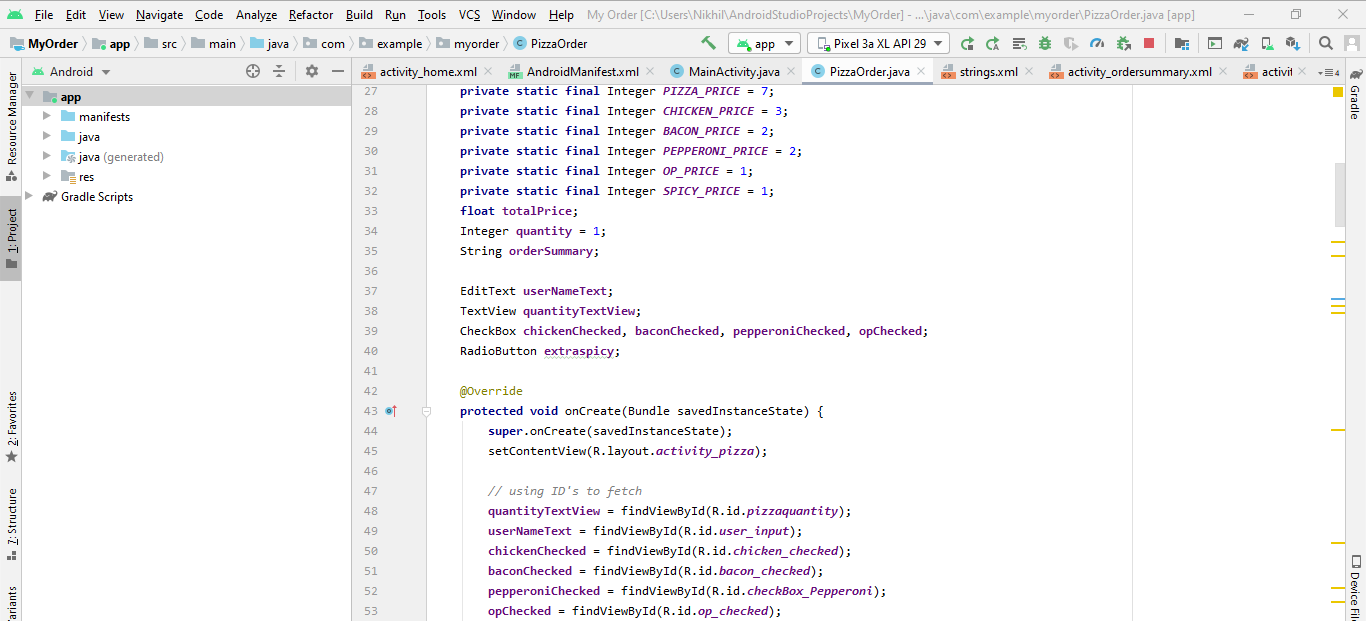 File Edit View Navigate Code Analyze Refactor Build Run Tools VCS Window Help My Order [C:\Users\Nikhil\AndroidStudioProjects\MyOrder] - ...\java\com\example\myorder\PizzaOrder.java [app]
MyOrder app src main java com example myorder PizzaOrder app Pixel 3a XL API 29
Android activity_home.xml AndroidManifest.xml MainActivity.java PizzaOrder.java strings.xml activity_ordersummary.xml activit 4
Resource Manager
1: Project
2: Favorites
7: Structure
ariants
app
manifests
java
java (generated)
res
Gradle Scripts
27 private static final Integer PIZZA_PRICE = 7;
28 private static final Integer CHICKEN_PRICE = 3;
29 private static final Integer BACON_PRICE = 2;
30 private static final Integer PEPPERONI_PRICE = 2;
31 private static final Integer OP_PRICE = 1;
32 private static final Integer SPICY_PRICE = 1;
33 float totalPrice;
34 Integer quantity = 1;
35 String orderSummary;
36
37 EditText userNameText;
38 TextView quantityTextView;
39 CheckBox chickenChecked, baconChecked, pepperoniChecked, opChecked;
40 RadioButton extraspicy;
41
42 @Override
43 protected void onCreate(Bundle savedInstanceState) {
44 super.onCreate(savedInstanceState);
45 setContentView(R.layout.activity_pizza);
46
47 // using ID's to fetch
48 quantityTextView = findViewById(R.id.pizzaquantity);
49 userNameText = findViewById(R.id.user_input);
50 chickenChecked = findViewById(R.id.chicken_checked);
51 baconChecked = findViewById(R.id.bacon_checked);
52 pepperoniChecked = findViewById(R.id.checkBox_Pepperoni);
53 opChecked = findViewById(R.id.op_checked);
Gradle
Device File